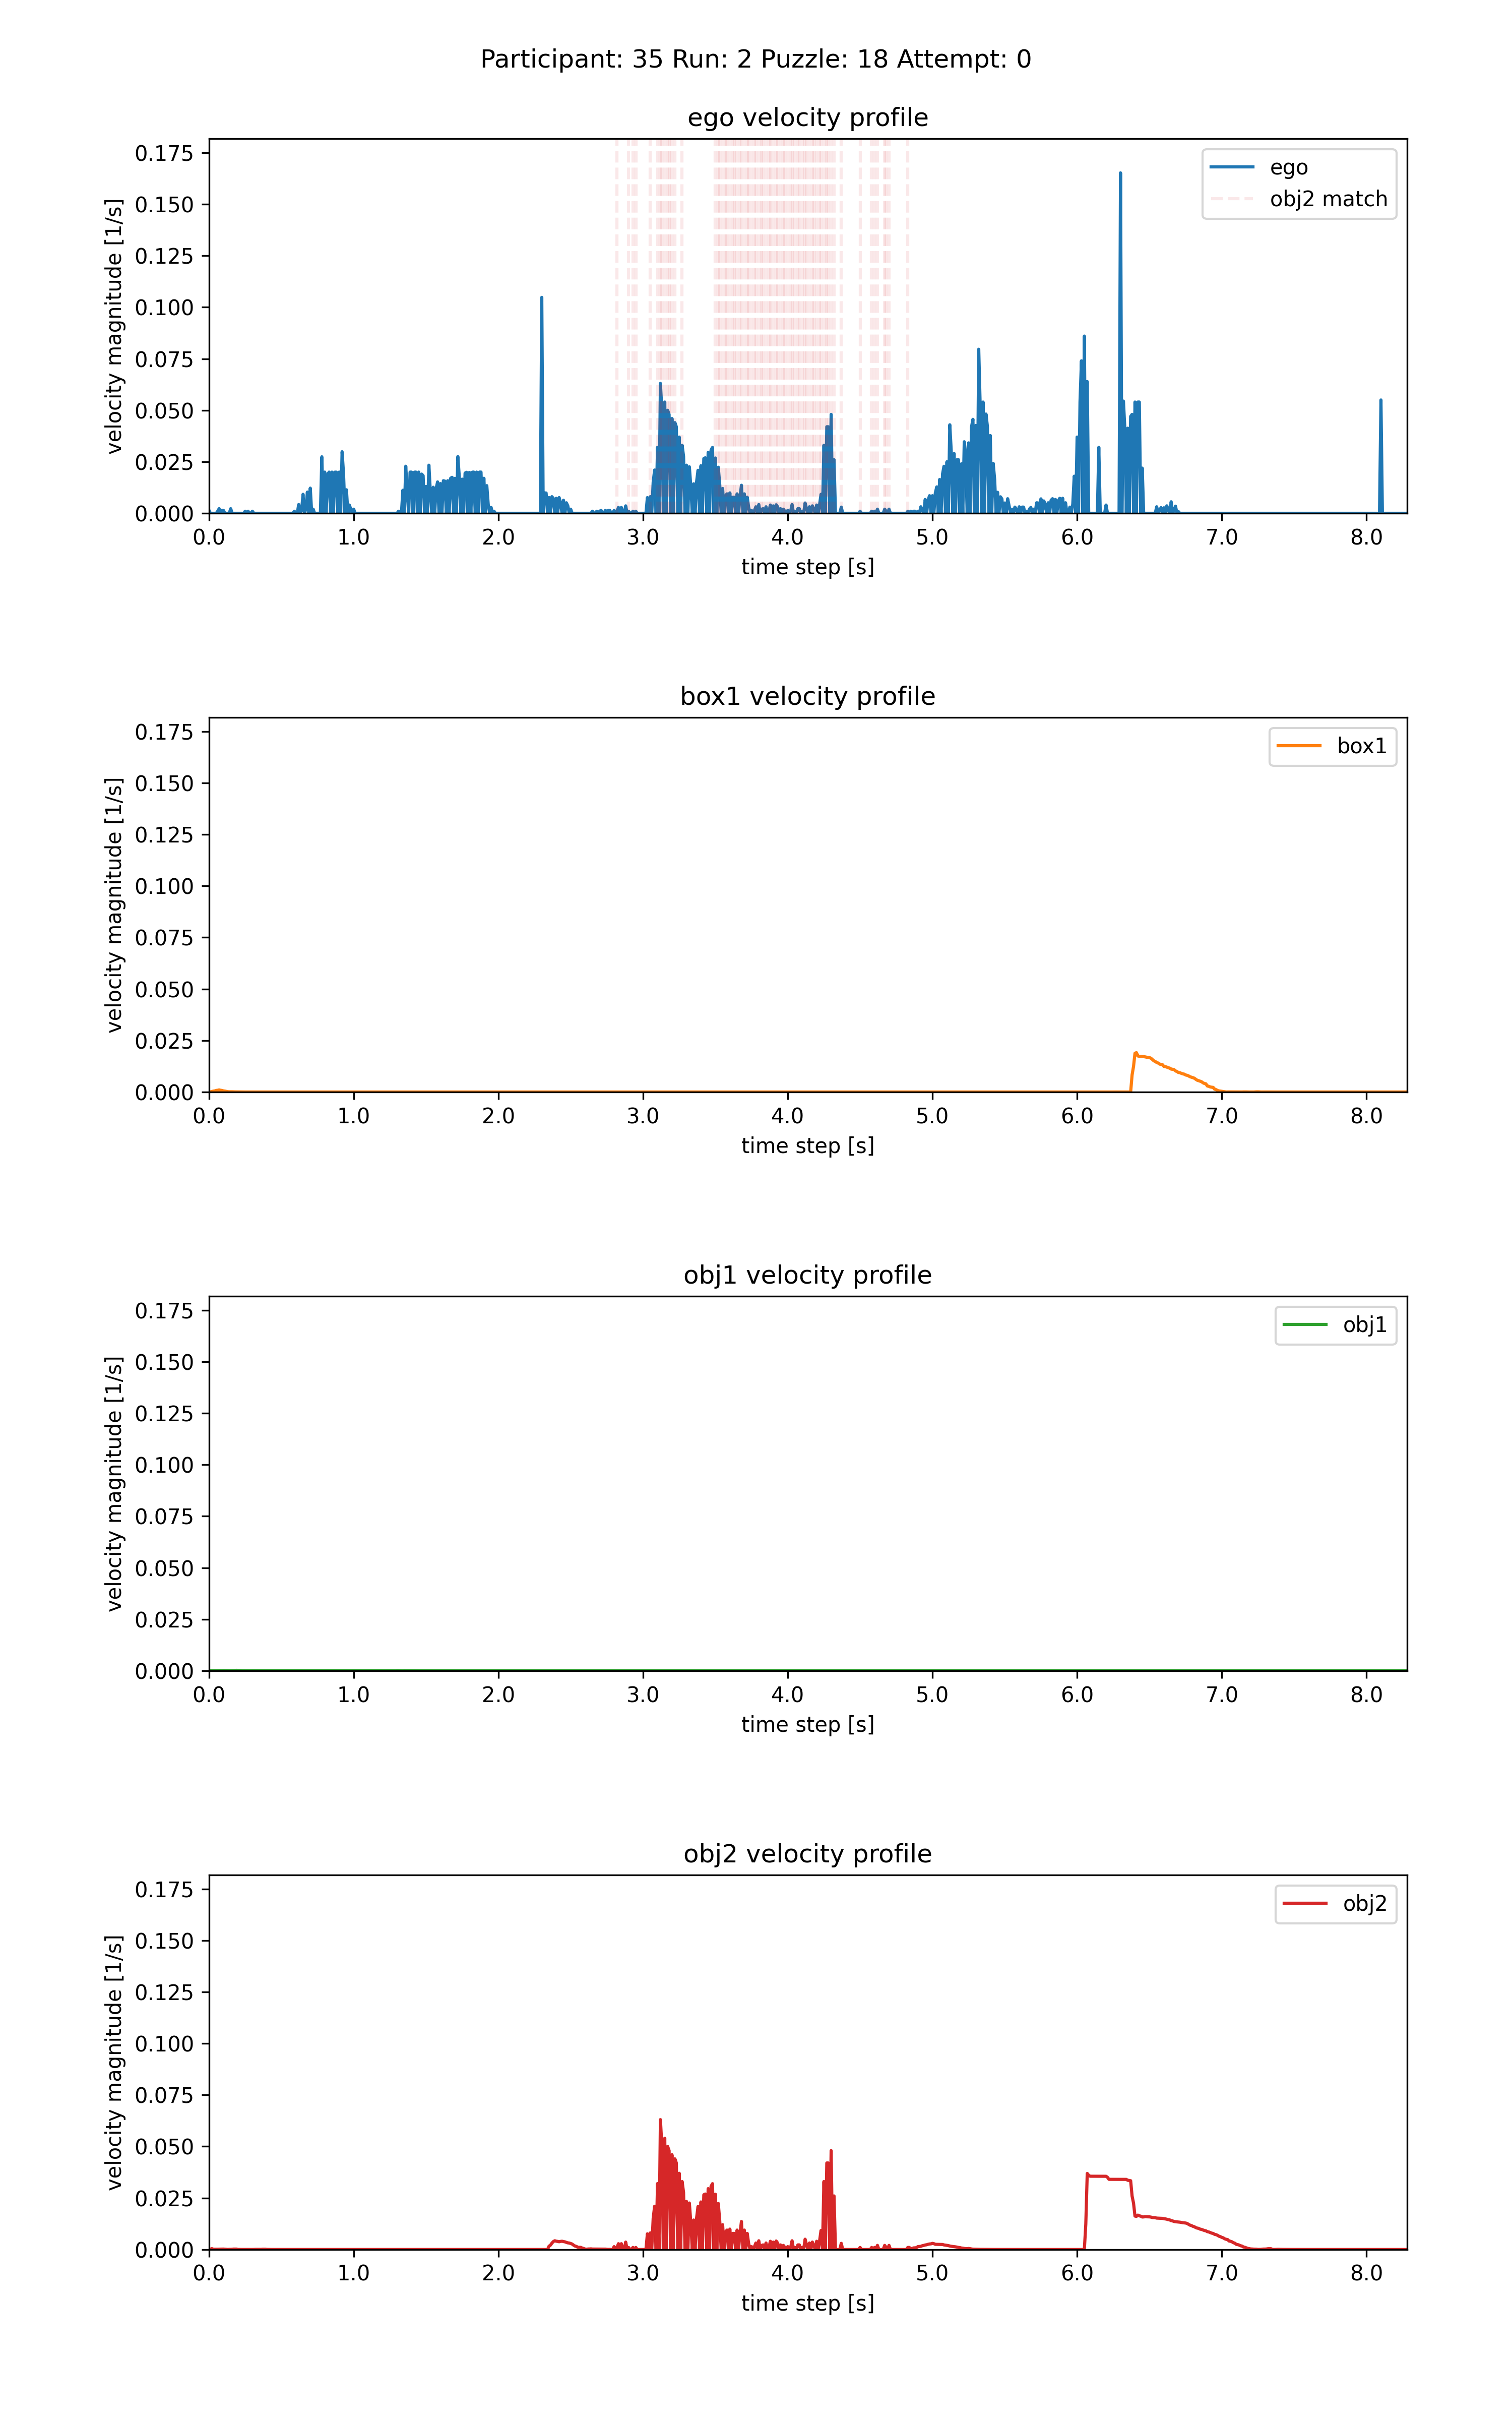 Participant: 35 Run: 2 Puzzle: 18 Attempt: 0
ego velocity profile
velocity magnitude [1/s]
0.175
0.150
0.125
0.100
0.075
0.050
0.025
0.000
ego
obj2 match
0.0 1.0 2.0 3.0 4.0 5.0 6.0 7.0 8.0
time step [s]
box1 velocity profile
velocity magnitude [1/s]
0.175
0.150
0.125
0.100
0.075
0.050
0.025
0.000
box1
0.0 1.0 2.0 3.0 4.0 5.0 6.0 7.0 8.0
time step [s]
obj1 velocity profile
velocity magnitude [1/s]
0.175
0.150
0.125
0.100
0.075
0.050
0.025
0.000
obj1
0.0 1.0 2.0 3.0 4.0 5.0 6.0 7.0 8.0
time step [s]
obj2 velocity profile
velocity magnitude [1/s]
0.175
0.150
0.125
0.100
0.075
0.050
0.025
0.000
obj2
0.0 1.0 2.0 3.0 4.0 5.0 6.0 7.0 8.0
time step [s]